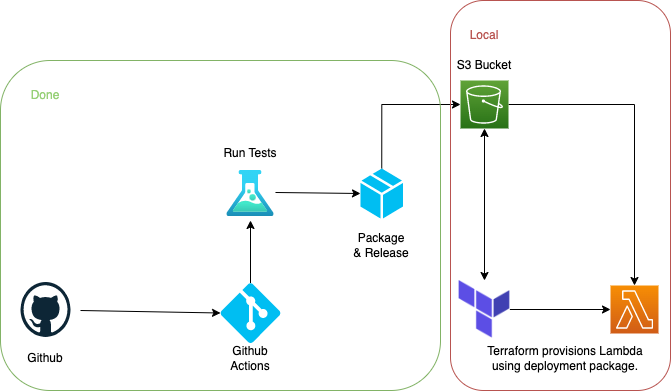 Local
S3 Bucket
Done
Run Tests
Package
& Release
Github
Github
Actions
Terraform provisions Lambda
using deployment package.